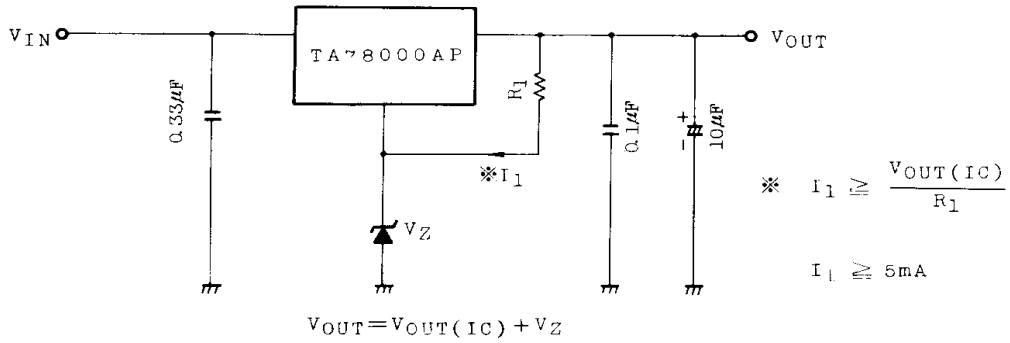 VIN
TA78000AP
VOUT
0.33μF
R1
0.1μF
+
-
10μF
※I1
VZ
※ I1 ≧ VOUT(IC)
R1
I1 ≧ 5mA
VOUT=VOUT(IC)+VZ